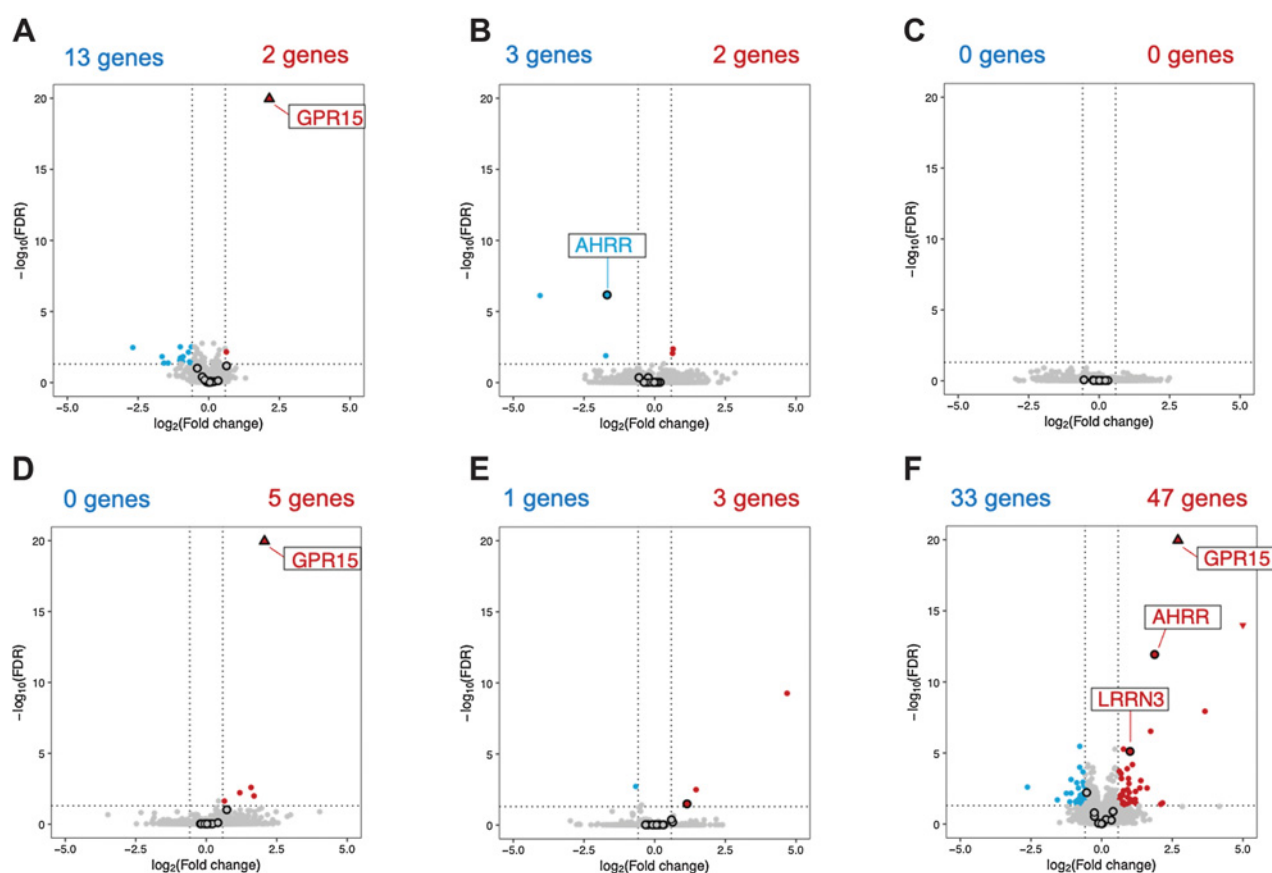 A
13 genes 2 genes
20
15
10
5
0
GPR15
−log10(FDR)
−5.0 −2.5 0.0 2.5 5.0
log2(Fold change)
B
3 genes 2 genes
20
15
10
5
0
AHRR
−log10(FDR)
−5.0 −2.5 0.0 2.5 5.0
log2(Fold change)
C
0 genes 0 genes
20
15
10
5
0
−log10(FDR)
−5.0 −2.5 0.0 2.5 5.0
log2(Fold change)
D
0 genes 5 genes
20
15
10
5
0
GPR15
−log10(FDR)
−5.0 −2.5 0.0 2.5 5.0
log2(Fold change)
E
1 genes 3 genes
20
15
10
5
0
−log10(FDR)
−5.0 −2.5 0.0 2.5 5.0
log2(Fold change)
F
33 genes 47 genes
20
15
10
5
0
GPR15
AHRR
LRRN3
−log10(FDR)
−5.0 −2.5 0.0 2.5 5.0
log2(Fold change)